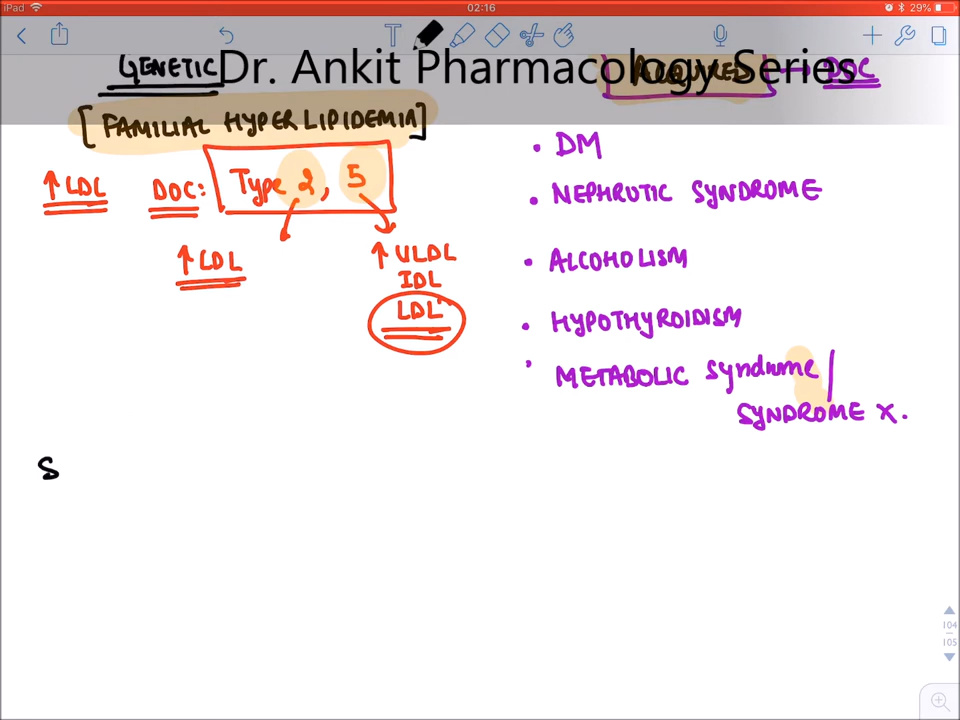 iPad 02:16 29%
GENETIC
Dr. Ankit Pharmacology Series
ACQUIRED → DOC
[FAMILIAL HYPERLIPIDEMIA]
↑ LDL DOC: Type 2, 5
↑ LDL
↑ VLDL
IDL
LDL
• DM
• NEPHROTIC SYNDROME
• ALCOHOLISM
• HYPOTHYROIDISM
• METABOLIC Syndrome /
SYNDROME X.
S
104
105